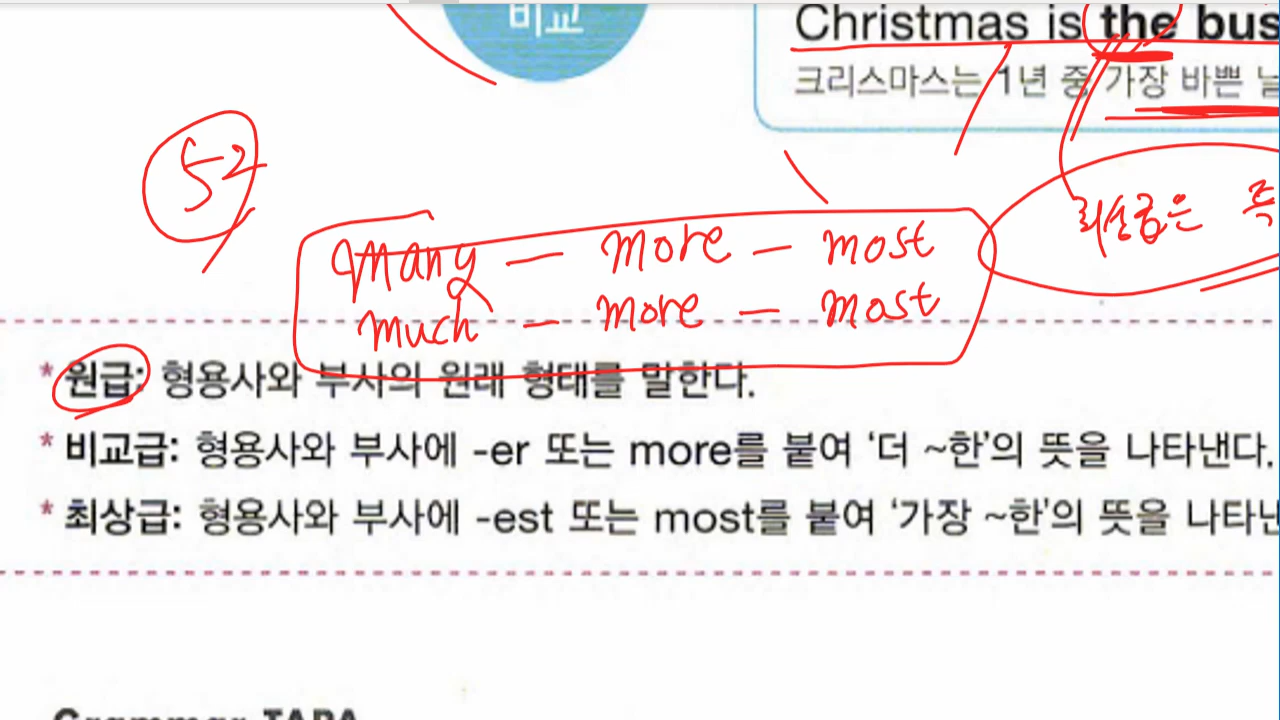 비교
Christmas is the bus
크리스마스는 1년 중 가장 바쁜 날
52
최상급은
many — more — most
much — more — most
* 원급: 형용사와 부사의 원래 형태를 말한다.
* 비교급: 형용사와 부사에 -er 또는 more를 붙여 ‘더 ~한’의 뜻을 나타낸다.
* 최상급: 형용사와 부사에 -est 또는 most를 붙여 ‘가장 ~한’의 뜻을 나타낸
Grammar TAPA